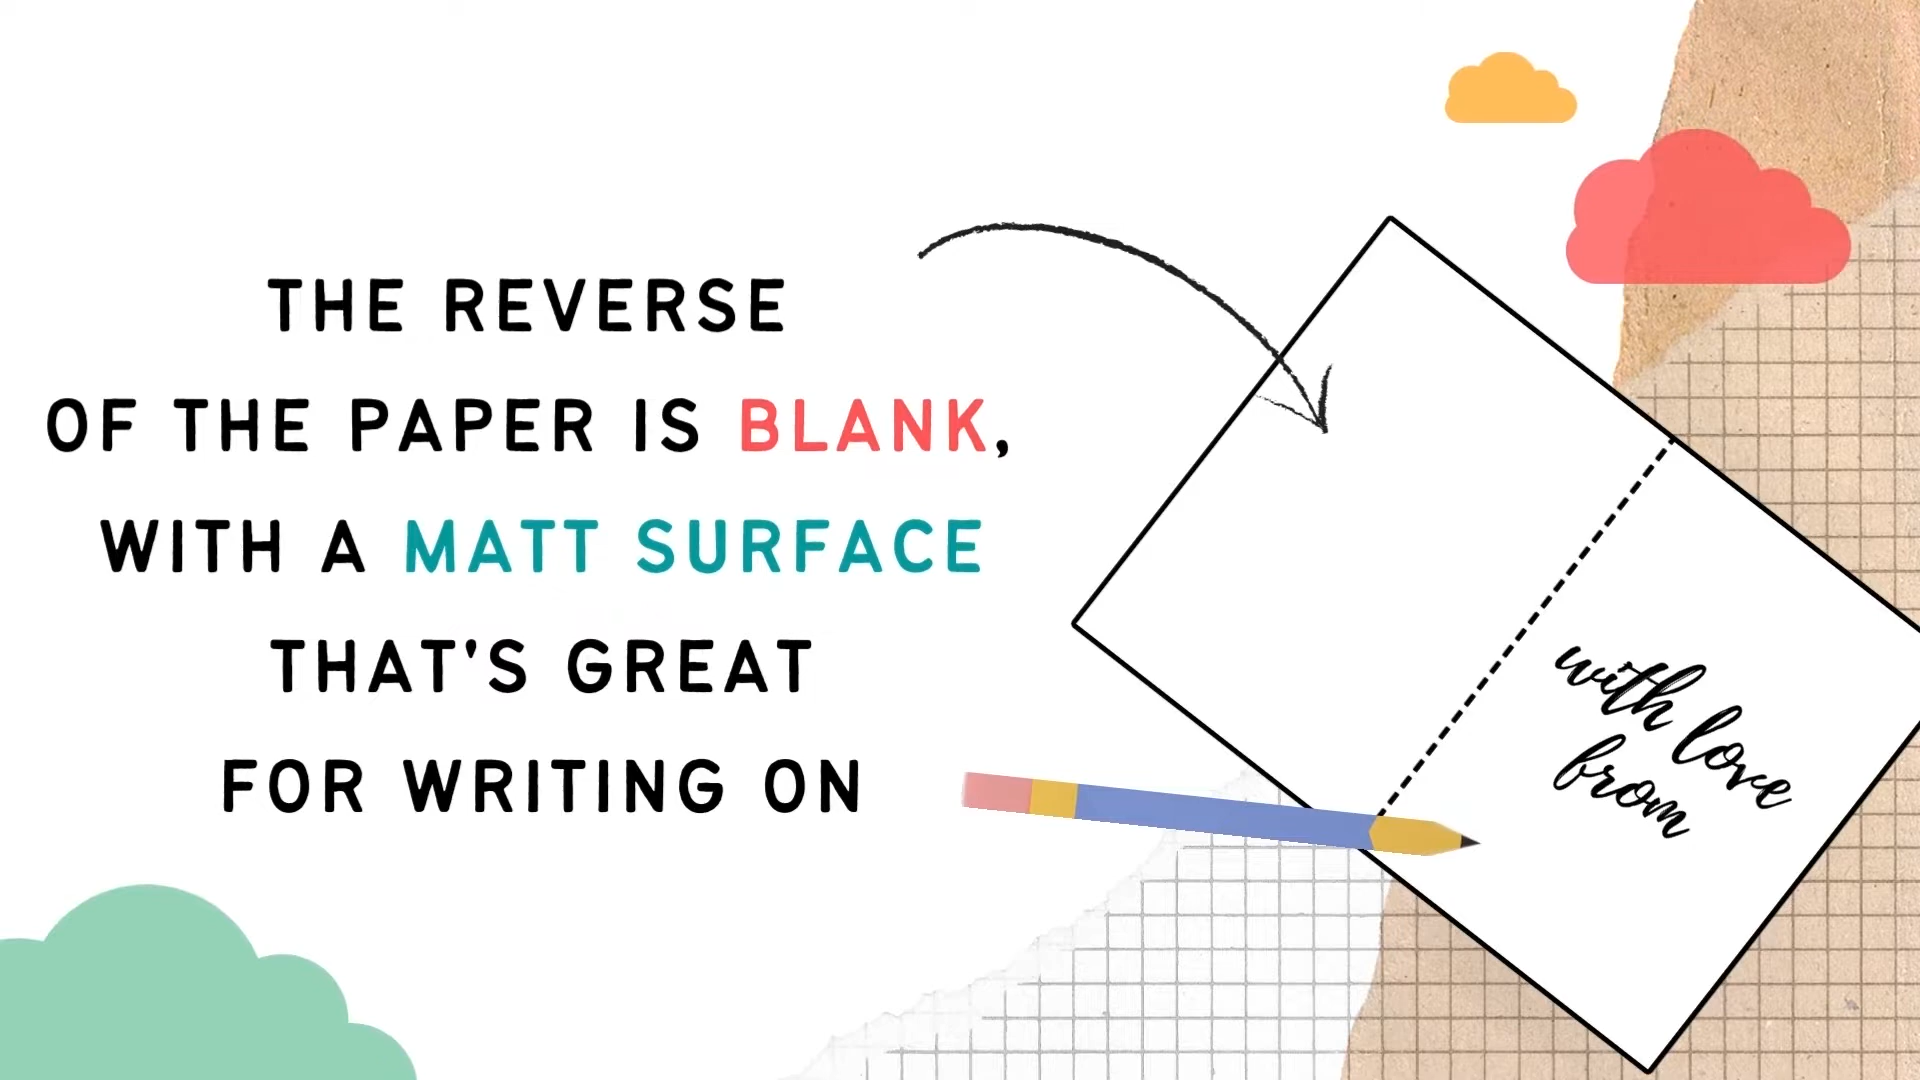 THE REVERSE
OF THE PAPER IS BLANK,
WITH A MATT SURFACE
THAT'S GREAT
FOR WRITING ON
with love
from